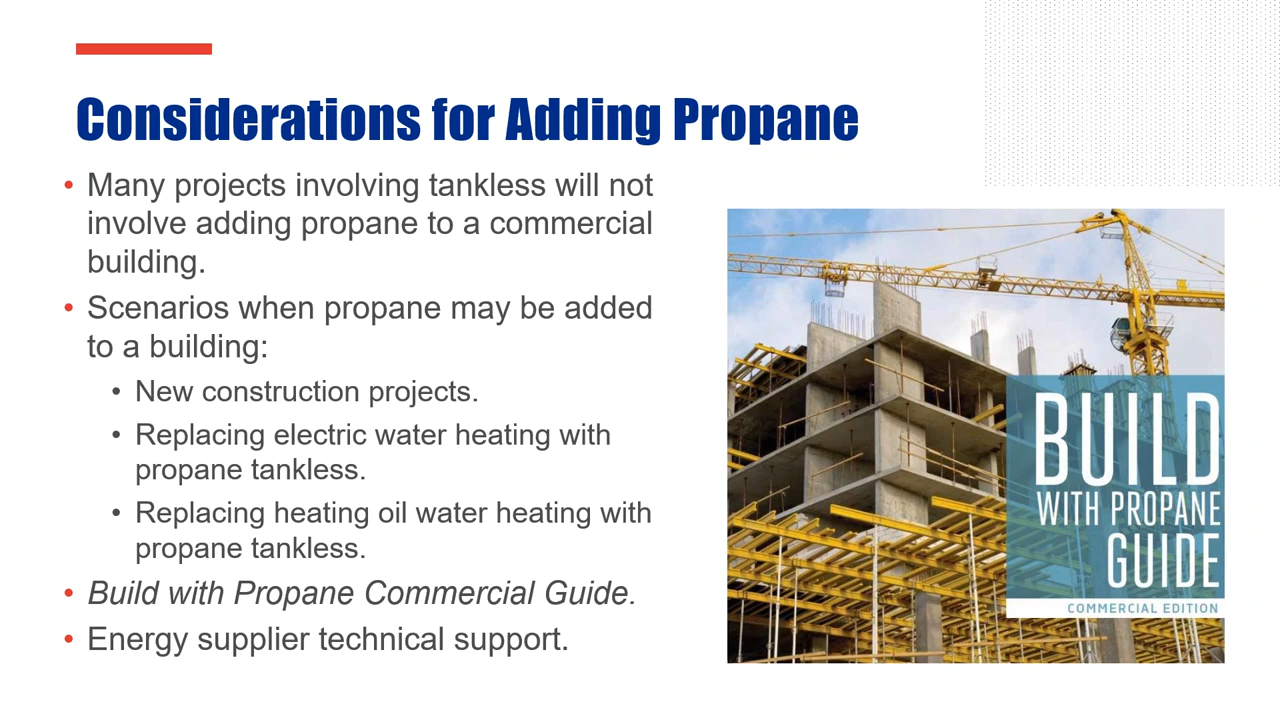 Considerations for Adding Propane
• Many projects involving tankless will not
involve adding propane to a commercial
building.
• Scenarios when propane may be added
to a building:
• New construction projects.
• Replacing electric water heating with
propane tankless.
• Replacing heating oil water heating with
propane tankless.
• Build with Propane Commercial Guide.
• Energy supplier technical support.
BUILD
WITH PROPANE
GUIDE
COMMERCIAL EDITION